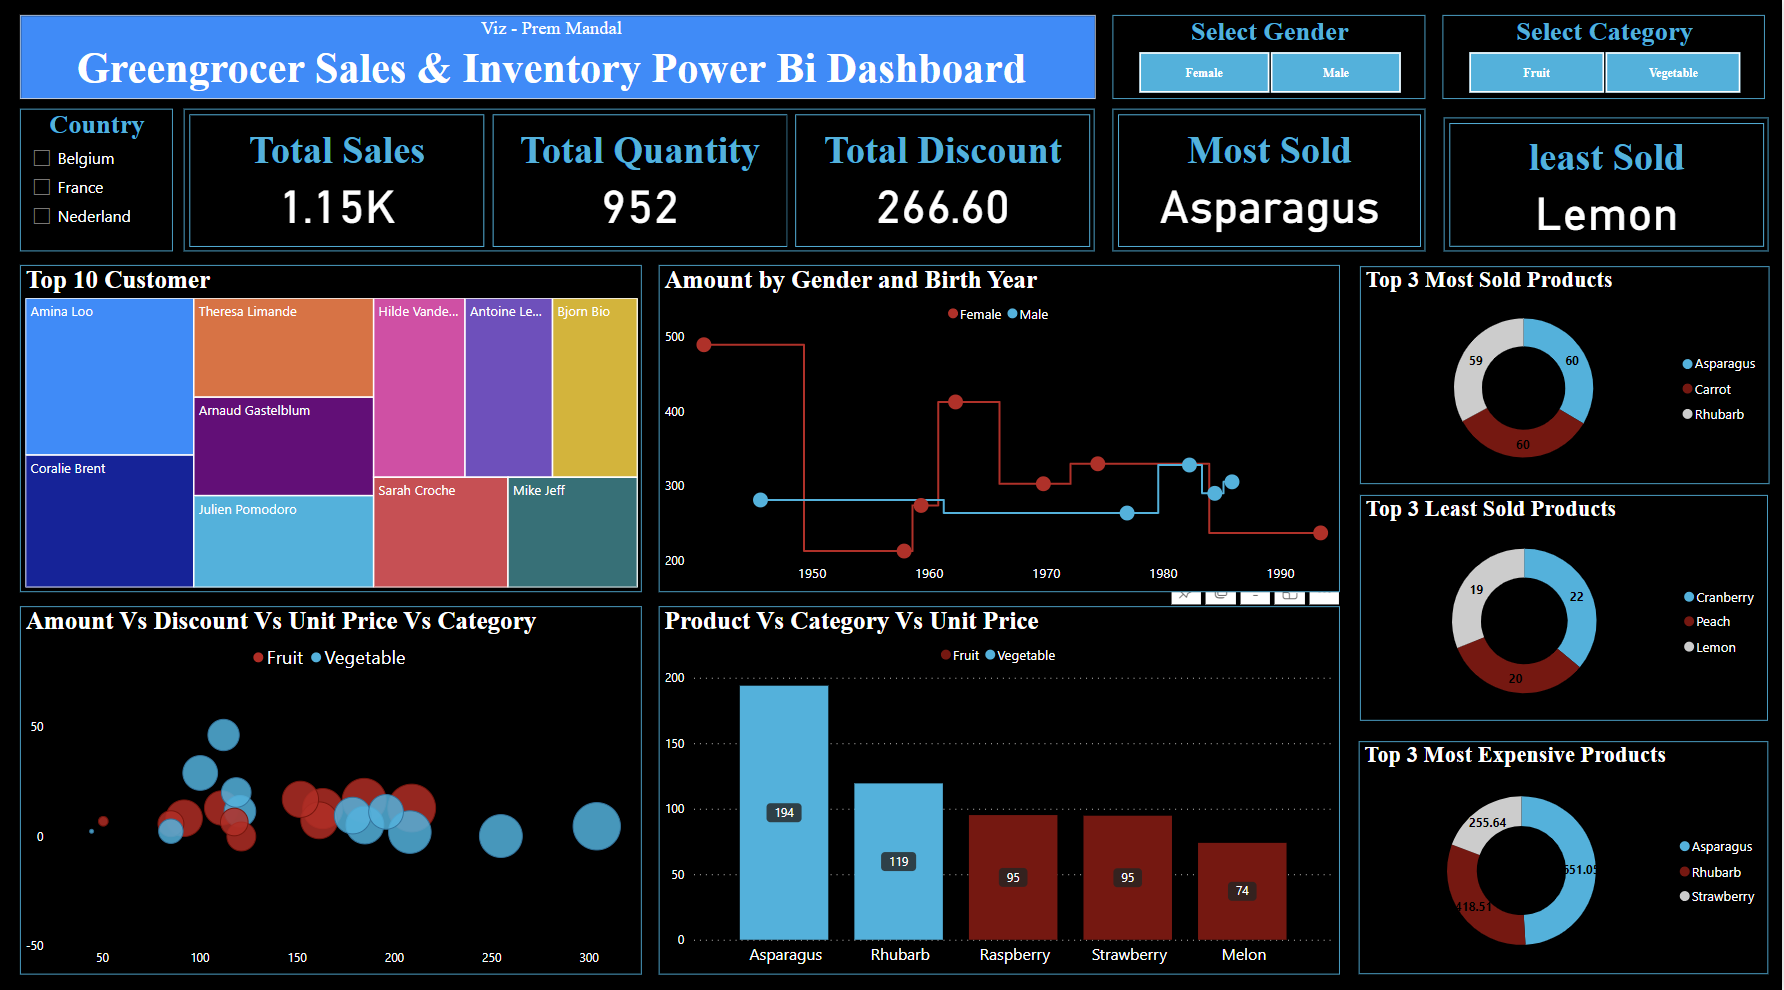 Viz - Prem Mandal
Greengrocer Sales & Inventory Power Bi Dashboard
Select Gender
Female
Male
Select Category
Fruit
Vegetable
Country
Belgium
France
Nederland
Total Sales
1.15K
Total Quantity
952
Total Discount
266.60
Most Sold
Asparagus
least Sold
Lemon
Top 10 Customer
Amina Loo
Theresa Limande
Hilde Vande...
Antoine Le...
Bjorn Bio
Arnaud Gastelblum
Coralie Brent
Sarah Croche
Mike Jeff
Julien Pomodoro
Amount by Gender and Birth Year
Female
Male
500
400
300
200
1950
1960
1970
1980
1990
Top 3 Most Sold Products
59
60
60
Asparagus
Carrot
Rhubarb
Top 3 Least Sold Products
19
22
20
Cranberry
Peach
Lemon
Amount Vs Discount Vs Unit Price Vs Category
Fruit
Vegetable
50
0
-50
50
100
150
200
250
300
Product Vs Category Vs Unit Price
Fruit
Vegetable
200
150
100
50
0
194
119
95
95
74
Asparagus
Rhubarb
Raspberry
Strawberry
Melon
Top 3 Most Expensive Products
255.64
418.51
Asparagus
Rhubarb
Strawberry